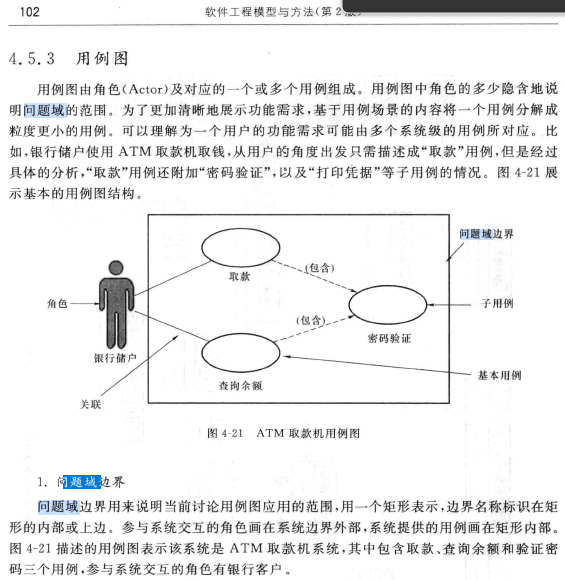 102
软件工程模型与方法(第2版)
4.5.3 用例图
用例图由角色(Actor)及对应的一个或多个用例组成。用例图中角色的多少隐含地说
明问题域的范围。为了更加清晰地展示功能需求,基于用例场景的内容将一个用例分解成
粒度更小的用例。可以理解为一个用户的功能需求可能由多个系统级的用例所对应。比
如,银行储户使用 ATM 取款机取钱,从用户的角度出发只需描述成“取款”用例,但是经过
具体的分析,“取款”用例还附加“密码验证”,以及“打印凭据”等子用例的情况。图 4-21 展
示基本的用例图结构。
问题域边界
取款
(包含)
角色
子用例
(包含)
密码验证
银行储户
基本用例
查询余额
关联
图 4-21 ATM 取款机用例图
1. 问题域边界
问题域边界用来说明当前讨论用例图应用的范围,用一个矩形表示,边界名称标识在矩
形的内部或上边。参与系统交互的角色画在系统边界外部,系统提供的用例画在矩形内部。
图 4-21 描述的用例图表示该系统是 ATM 取款机系统,其中包含取款、查询余额和验证密
码三个用例,参与系统交互的角色有银行客户。